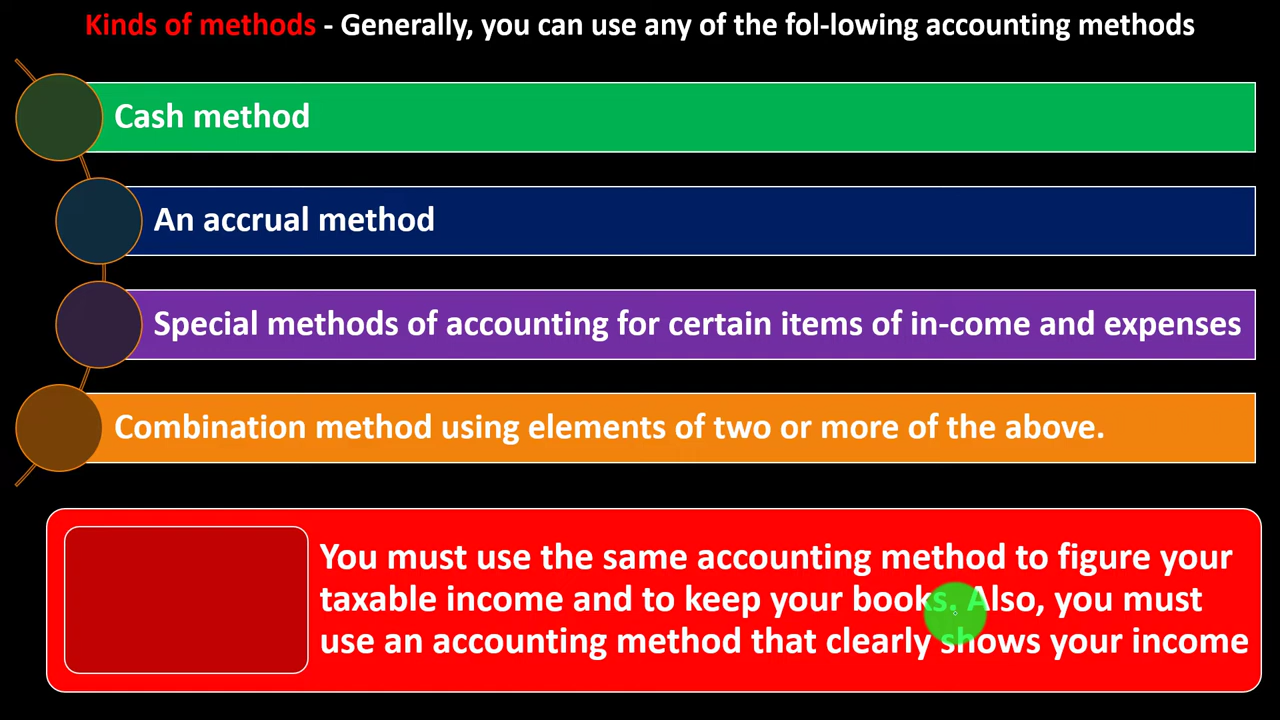 Kinds of methods - Generally, you can use any of the fol-lowing accounting methods
Cash method
An accrual method
Special methods of accounting for certain items of in-come and expenses
Combination method using elements of two or more of the above.
You must use the same accounting method to figure your
taxable income and to keep your books. Also, you must
use an accounting method that clearly shows your income